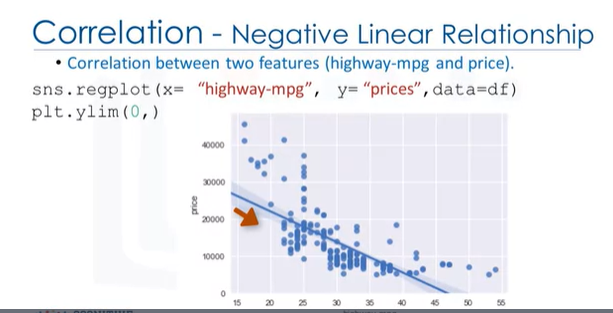 Correlation - Negative Linear Relationship
• Correlation between two features (highway-mpg and price).
sns.regplot(x= “highway-mpg”, y= “prices”,data=df)
plt.ylim(0,)
40000
30000
20000
10000
0
price
15 20 25 30 35 40 45 50 55